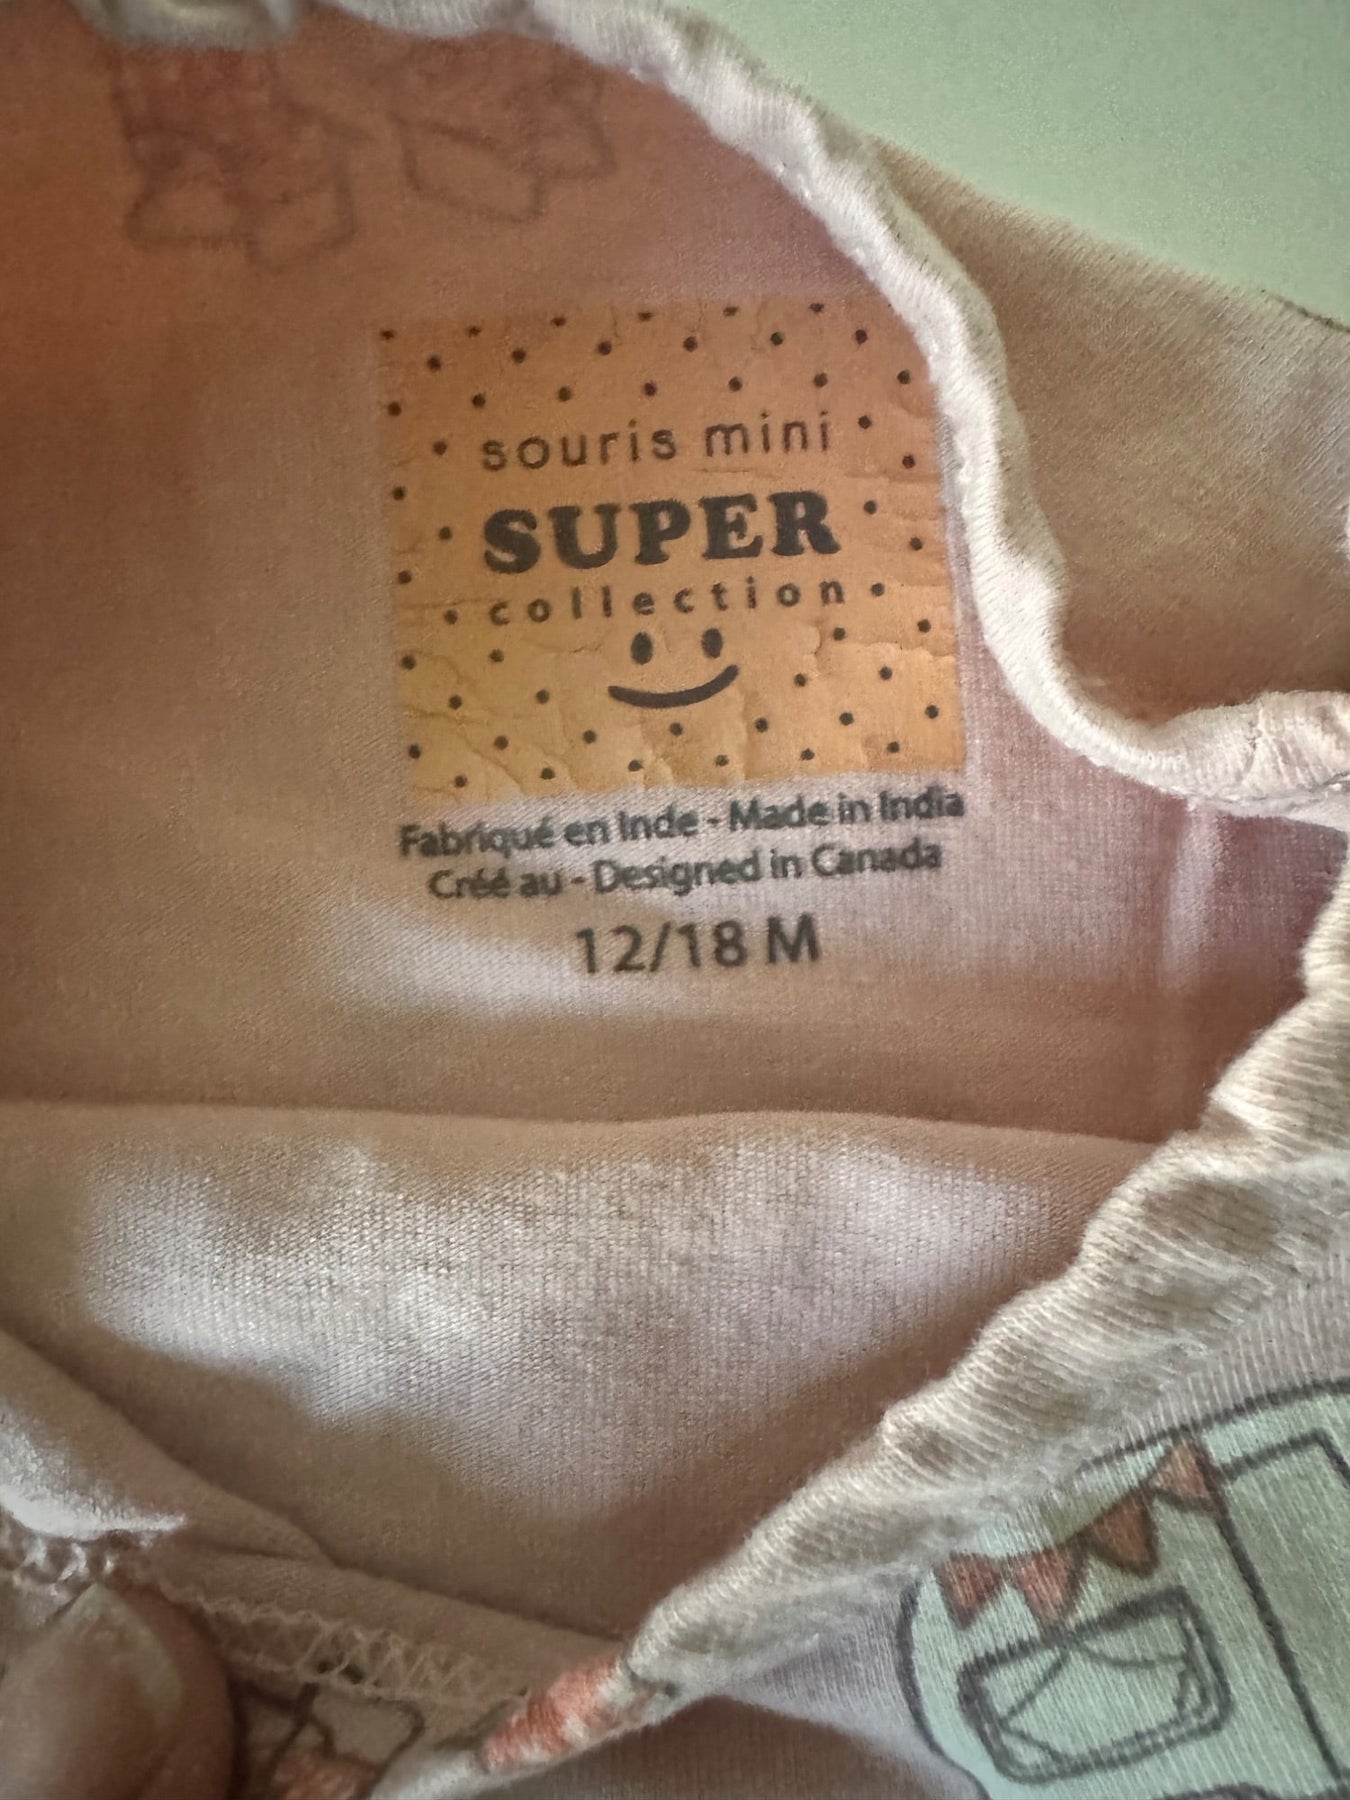 souris mini
SUPER
collection
Fabriqué en Inde - Made in India
Créé au - Designed in Canada
12/18 M